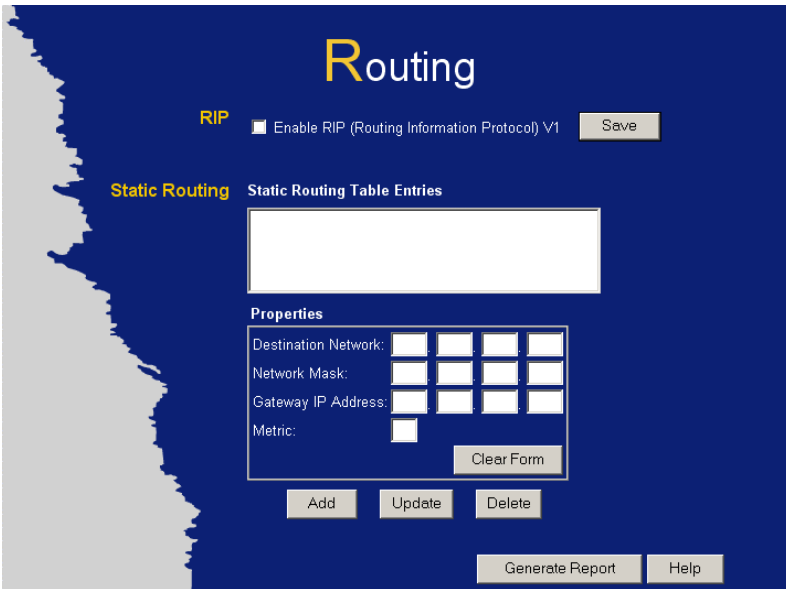 Routing
RIP
Enable RIP (Routing Information Protocol) V1
Save
Static Routing
Static Routing Table Entries
Properties
Destination Network: . . .
Network Mask: . . .
Gateway IP Address: . . .
Metric:
Clear Form
Add
Update
Delete
Generate Report
Help